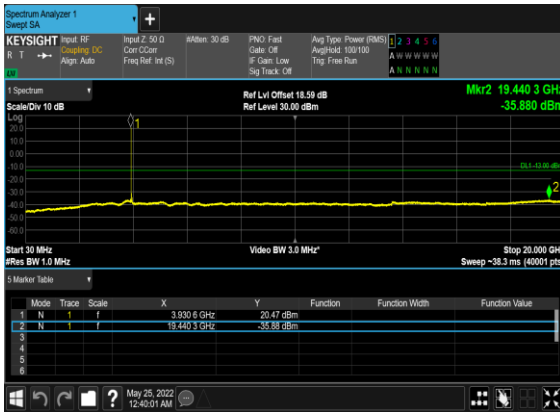 Spectrum Analyzer 1
Swept SA
KEYSIGHT Input: RF Input Z: 50 Ω #Atten: 30 dB PNO: Fast Avg Type: Power (RMS) 1 2 3 4 5 6
R T Coupling: DC Corr CCorr Gate: Off Avg|Hold: 100/100 A W W W W W
Align: Auto Freq Ref: Int (S) IF Gain: Low Trig: Free Run
LW Sig Track: Off A N N N N N
1 Spectrum Ref Lvl Offset 18.59 dB Mkr2 19.440 3 GHz
Scale/Div 10 dB Ref Level 30.00 dBm -35.880 dBm
Log
20.0 1
10.0
0.00
-10.0 DL1 -13.00 dBm
-20.0
-30.0 2
-40.0
-50.0
-60.0
Start 30 MHz Video BW 3.0 MHz* Stop 20.000 GHz
#Res BW 1.0 MHz Sweep ~38.3 ms (40001 pts)
5 Marker Table
Mode Trace Scale X Y Function Function Width Function Value
1 N 1 f 3.930 6 GHz 20.47 dBm
2 N 1 f 19.440 3 GHz -35.88 dBm
3
4
5
6
? May 25, 2022
12:40:01 AM